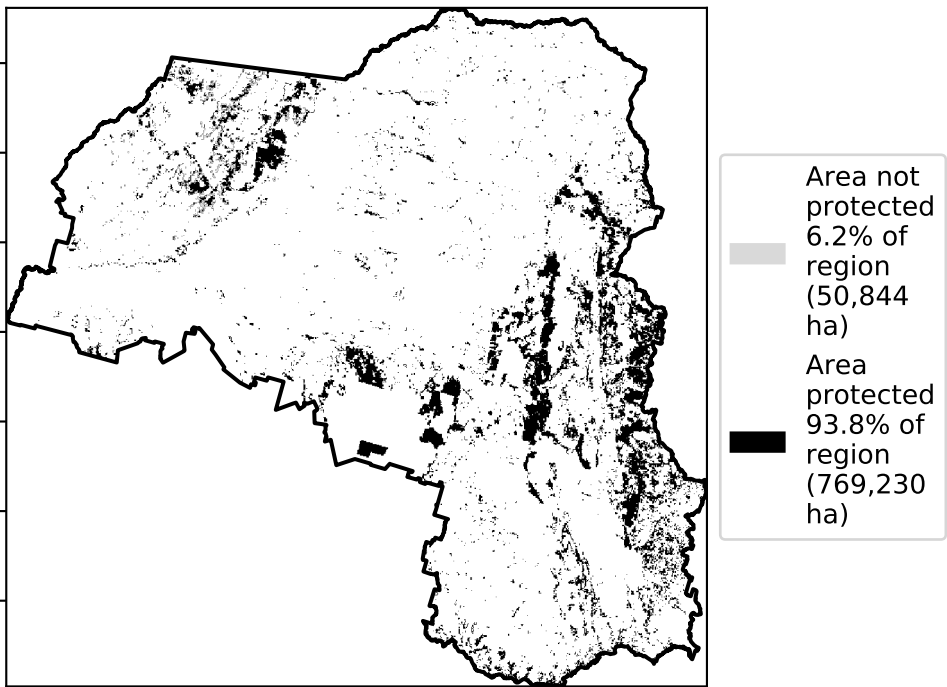 Area not
protected
6.2% of
region
(50,844
ha)
Area
protected
93.8% of
region
(769,230
ha)